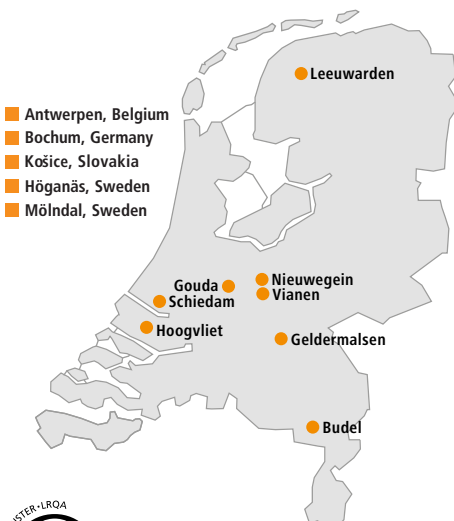 Leeuwarden
Antwerpen, Belgium
Bochum, Germany
Košice, Slovakia
Höganäs, Sweden
Mölndal, Sweden
Nieuwegein
Gouda
Vianen
Schiedam
Hoogvliet
Geldermalsen
Budel
STER•LRQA